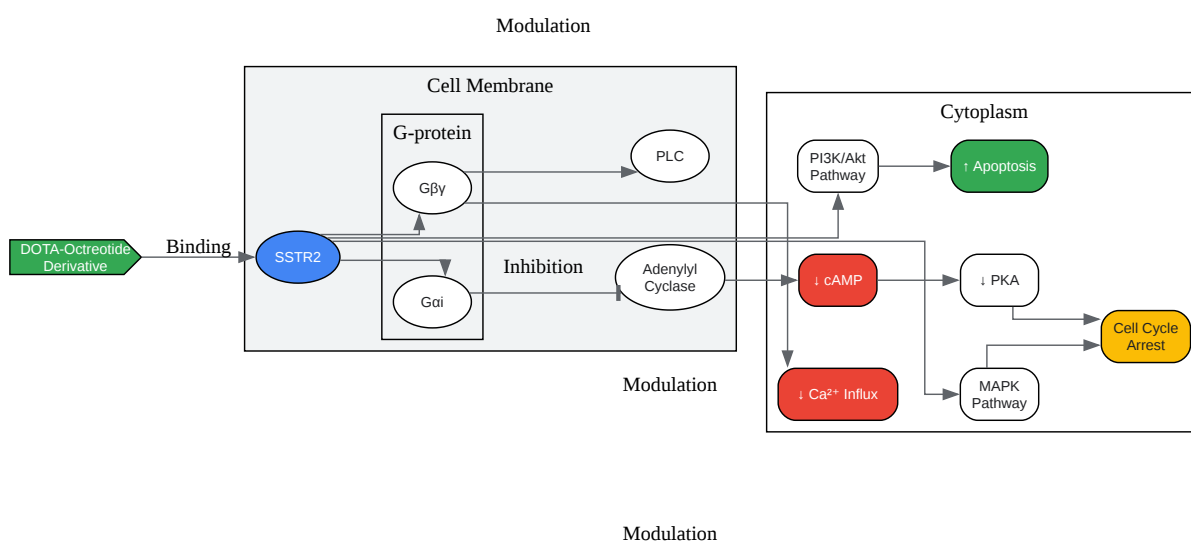 Modulation
Cell Membrane
Cytoplasm
G-protein
PLC
PI3K/Akt
Pathway
↑ Apoptosis
Gβγ
DOTA-Octreotide
Derivative
Binding
SSTR2
Inhibition
Adenylyl
Cyclase
↓ cAMP
↓ PKA
Gαi
Cell Cycle
Arrest
Modulation
↓ Ca²⁺ Influx
MAPK
Pathway
Modulation